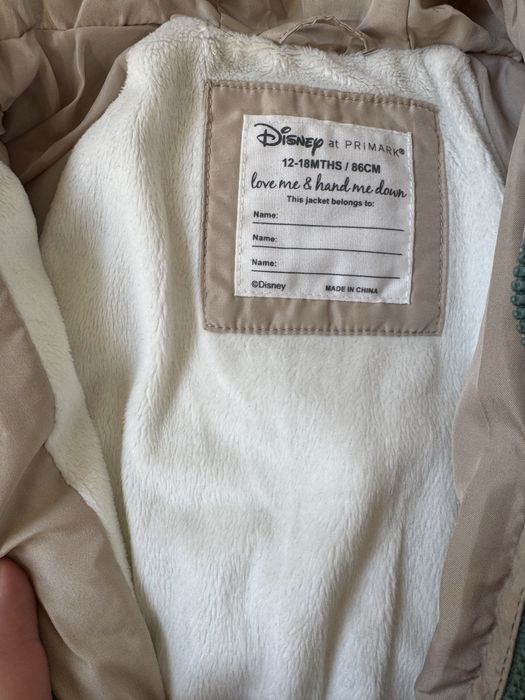 Disney at PRIMARK®
12-18MTHS / 86CM
love me & hand me down
This jacket belongs to:
Name:
Name:
Name:
©Disney MADE IN CHINA